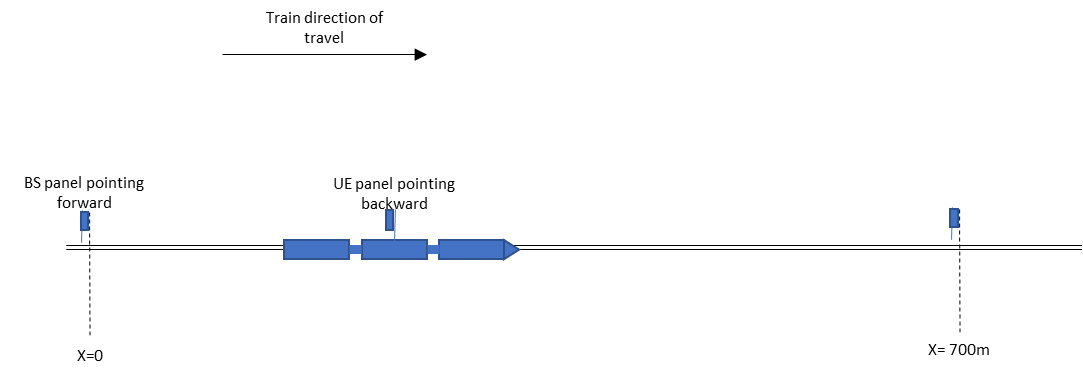 Train direction of
travel
BS panel pointing
forward
UE panel pointing
backward
X=0
X= 700m